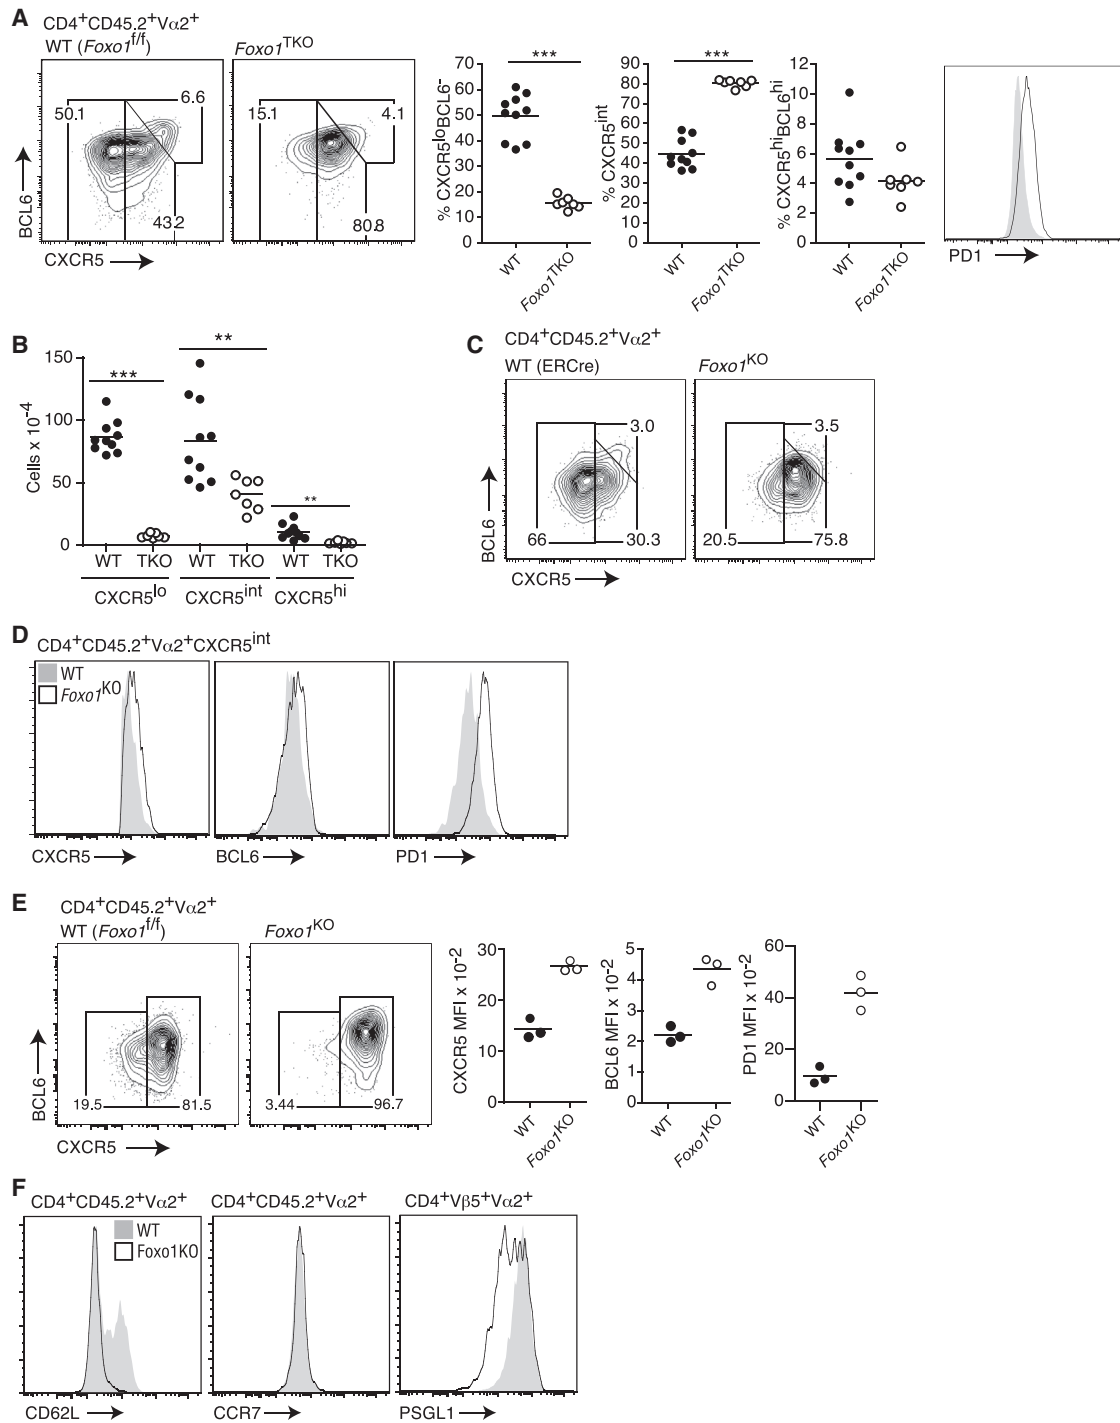 A
CD4+CD45.2+Vα2+
WT (Foxo1f/f)
Foxo1TKO
50.1
6.6
43.2
15.1
4.1
80.8
BCL6
CXCR5
% CXCR5loBCL6-
70
60
50
40
30
20
10
0
***
WT
Foxo1TKO
% CXCR5int
90
80
70
60
50
40
30
20
10
0
***
WT
Foxo1TKO
% CXCR5hiBCL6hi
12
10
8
6
4
2
0
WT
Foxo1TKO
PD1
B
Cells x 10-4
150
100
50
0
***
**
**
WT TKO WT TKO WT TKO
CXCR5lo CXCR5int CXCR5hi
C
CD4+CD45.2+Vα2+
WT (ERCre)
Foxo1KO
3.0
66
30.3
3.5
20.5
75.8
BCL6
CXCR5
D
CD4+CD45.2+Vα2+CXCR5int
WT
Foxo1KO
CXCR5
BCL6
PD1
E
CD4+CD45.2+Vα2+
WT (Foxo1f/f)
Foxo1KO
19.5
81.5
3.44
96.7
BCL6
CXCR5
CXCR5 MFI x 10-2
30
20
10
0
WT
Foxo1KO
BCL6 MFI x 10-2
5
4
3
2
1
0
WT
Foxo1KO
PD1 MFI x 10-2
60
40
20
0
WT
Foxo1KO
F
CD4+CD45.2+Vα2+
CD4+CD45.2+Vα2+
CD4+Vβ5+Vα2+
WT
Foxo1KO
CD62L
CCR7
PSGL1